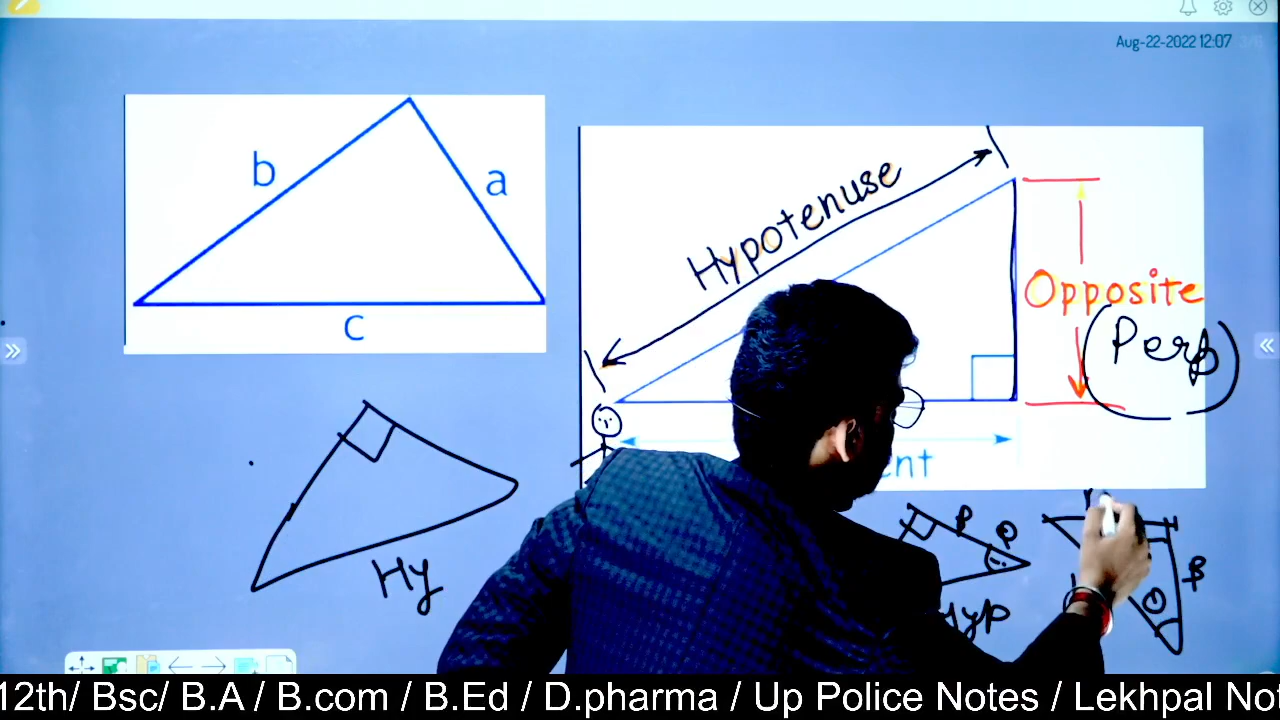 Aug-22-2022 12:07
b
a
c
Hypotenuse
Opposite
(Perp)
Hy
B
θ
Hyp
B
θ
12th/ Bsc/ B.A / B.com / B.Ed / D.pharma / Up Police Notes / Lekhpal Not